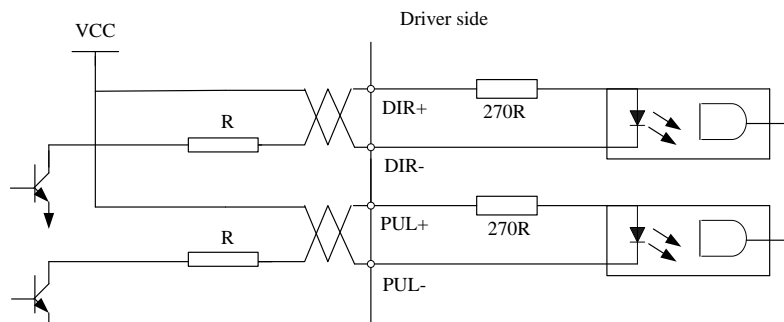 Driver side
VCC
DIR+
270R
R
DIR-
PUL+
270R
R
PUL-